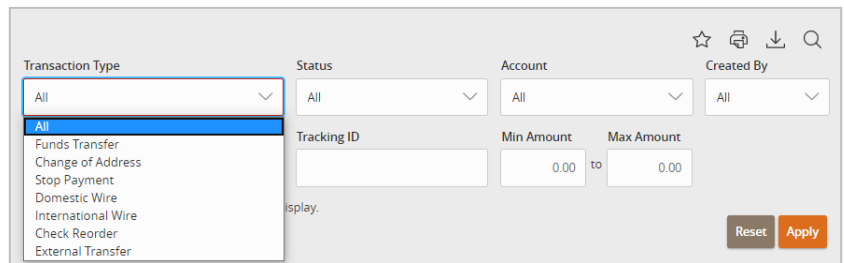 Transaction Type Status Account Created By
All All All All
All
Funds Transfer Tracking ID Min Amount Max Amount
Change of Address
Stop Payment 0.00 to 0.00
Domestic Wire
International Wire isplay.
Check Reorder Reset Apply
External Transfer